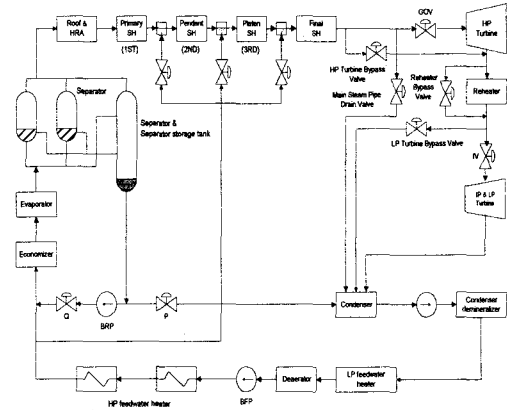 Roof &
HRA
Primary
SH
(1ST)
Pendent
SH
(2ND)
Platen
SH
(3RD)
Final
SH
GOV
HP
Turbine
HP Turbine Bypass
Valve
Main Steam Pipe
Drain Valve
Reheater
Bypass
Valve
Reheater
LP Turbine Bypass Valve
IV
IP & LP
Turbine
Separator
Separator &
Separator storage tank
Evaporator
Economizer
Q
BRP
P
Condenser
Condenser
demineralizer
HP feedwater heater
BFP
Deaerator
LP feedwater
heater